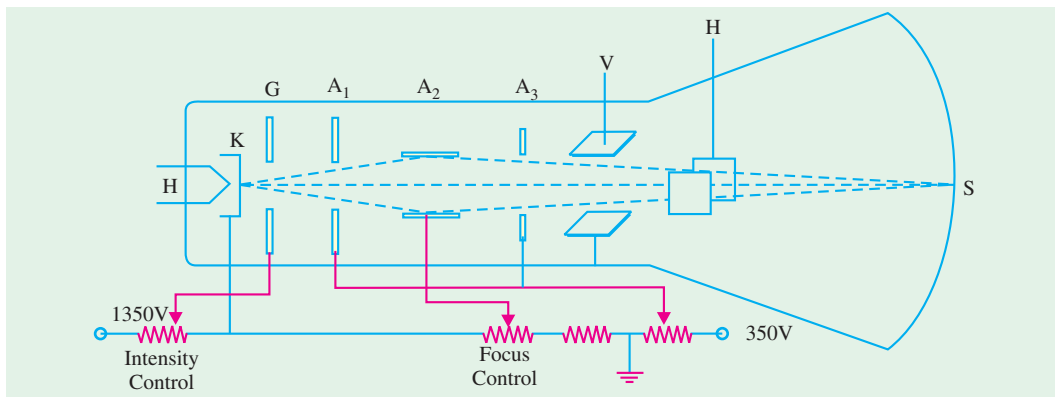 H
V
G A₁ A₂ A₃
K
H
S
1350V
350V
Intensity
Control
Focus
Control